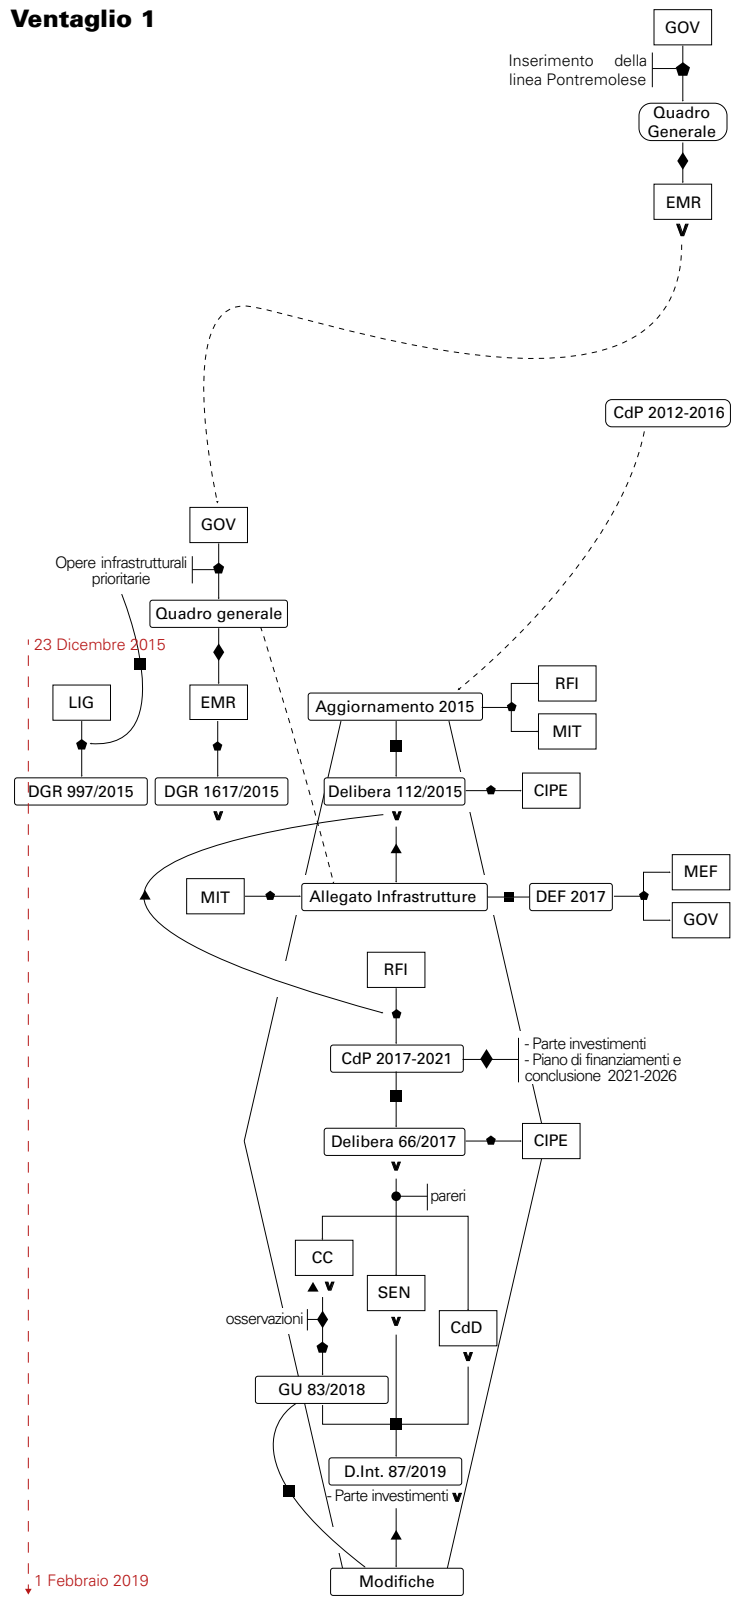 Ventaglio 1
GOV
Inserimento della
linea Pontremolese
Quadro
Generale
EMR
v
CdP 2012-2016
GOV
Opere infrastrutturali
prioritarie
Quadro generale
23 Dicembre 2015
RFI
LIG
EMR
Aggiornamento 2015
MIT
DGR 997/2015
DGR 1617/2015
Delibera 112/2015
CIPE
v
v
MEF
MIT
Allegato Infrastrutture
DEF 2017
GOV
RFI
CdP 2017-2021
- Parte investimenti
- Piano di finanziamenti e
conclusione 2021-2026
Delibera 66/2017
CIPE
v
pareri
CC
v
SEN
v
osservazioni
CdD
v
GU 83/2018
D.Int. 87/2019
- Parte investimenti v
1 Febbraio 2019
Modifiche